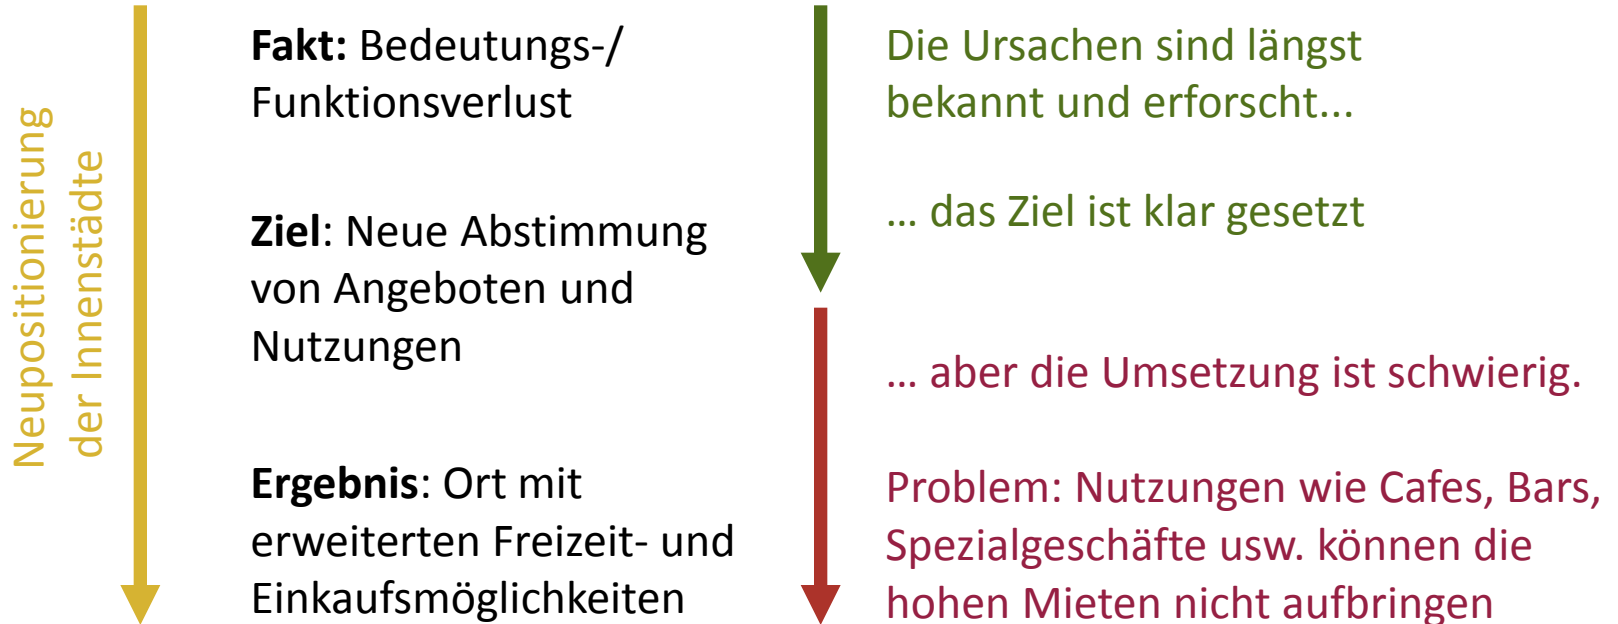 Neupositionierung
der Innenstädte
Fakt: Bedeutungs-/
Funktionsverlust
Ziel: Neue Abstimmung
von Angeboten und
Nutzungen
Ergebnis: Ort mit
erweiterten Freizeit- und
Einkaufsmöglichkeiten
Die Ursachen sind längst
bekannt und erforscht...
... das Ziel ist klar gesetzt
... aber die Umsetzung ist schwierig.
Problem: Nutzungen wie Cafes, Bars,
Spezialgeschäfte usw. können die
hohen Mieten nicht aufbringen